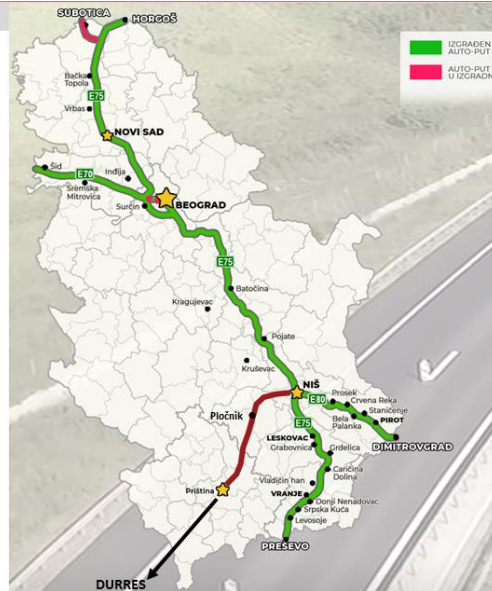 SUBOTICA
HORGOŠ
IZGRAĐEN
AUTO-PUT
AUTO-PUT
U IZGRADN
Bačka
Topola
E75
Vrbas
NOVI SAD
Šid
E70
Inđija
Sremska
Mitrovica
Surčin
BEOGRAD
E75
Batočina
Kragujevac
Pojate
Kruševac
NIŠ
E80
Prosek
Crvena Reka
Staničenje
Bela
Palanka
PIROT
DIMITROVGRAD
Pločnik
E75
LESKOVAC
Grabovnica
Grdelica
Caričina
Dolina
Vladičin han
VRANJE
Donji Nenadovac
Srpska Kuća
Levosoje
Priština
PREŠEVO
DURRES